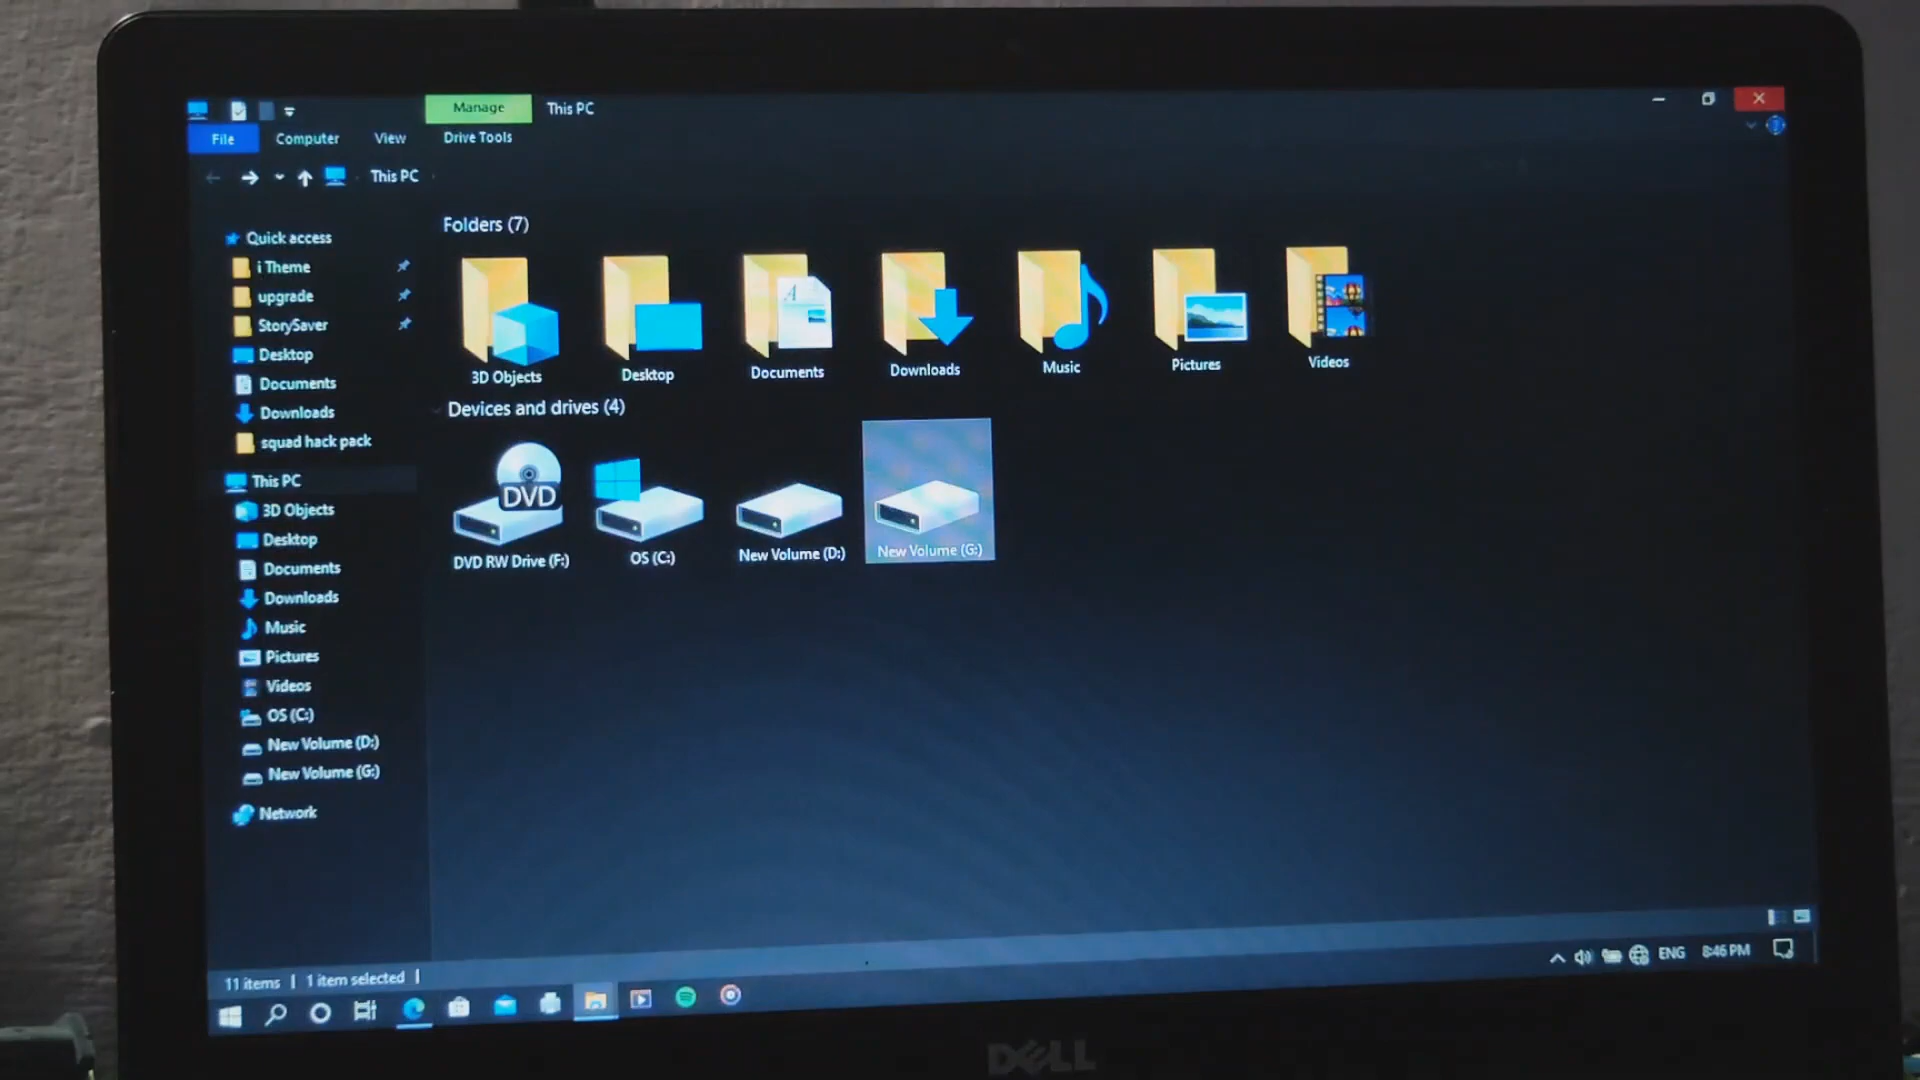 Manage This PC
File Computer View Drive Tools
This PC
Quick access
i Theme
upgrade
StorySaver
Desktop
Documents
Downloads
squad hack pack
This PC
3D Objects
Desktop
Documents
Downloads
Music
Pictures
Videos
OS (C:)
New Volume (D:)
New Volume (G:)
Network
Folders (7)
3D Objects
Desktop
Documents
Downloads
Music
Pictures
Videos
Devices and drives (4)
DVD
DVD RW Drive (F:)
OS (C:)
New Volume (D:)
New Volume (G:)
11 items 1 item selected
ENG 8:46 PM
DELL